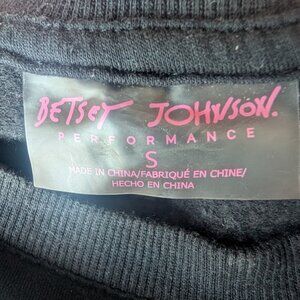 BETSEY JOHNSON.
PERFORMANCE
S
MADE IN CHINA/FABRIQUÉ EN CHINE/
HECHO EN CHINA